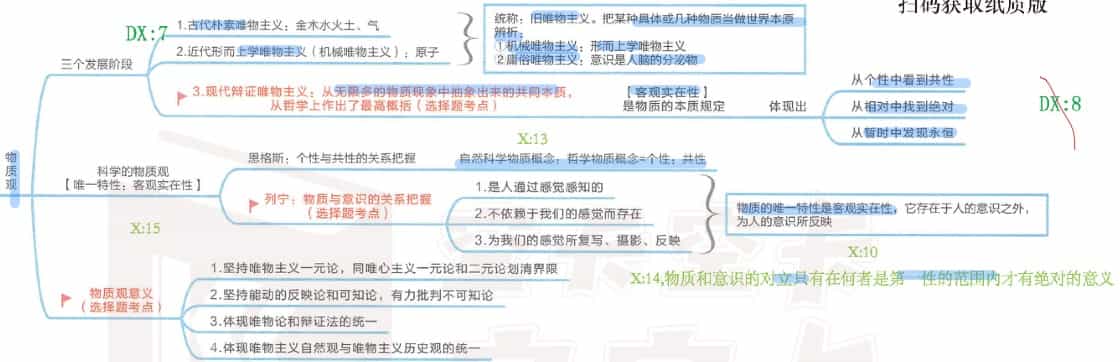 扫码获取纸质版
DX:7
1.古代朴素唯物主义：金木水火土、气
2.近代形而上学唯物主义（机械唯物主义）：原子
统称：旧唯物主义。把某种具体或几种物质当做世界本原
辨析：
①机械唯物主义：形而上学唯物主义
②庸俗唯物主义：意识是人脑的分泌物
三个发展阶段
3.现代辩证唯物主义：从无限多的物质现象中抽象出来的共同本质，
从哲学上作出了最高概括（选择题考点）
【客观实在性】
是物质的本质规定
体现出
从个性中看到共性
从相对中找到绝对
从暂时中发现永恒
DX:8
X:13
物质观
科学的物质观
【唯一特性：客观实在性】
恩格斯：个性与共性的关系把握
自然科学物质概念：哲学物质概念=个性：共性
列宁：物质与意识的关系把握
（选择题考点）
1.是人通过感觉感知的
2.不依赖于我们的感觉而存在
3.为我们的感觉所复写、摄影、反映
物质的唯一特性是客观实在性，它存在于人的意识之外，
为人的意识所反映
X:15
X:10
X:14,物质和意识的对立只有在何者是第一性的范围内才有绝对的意义
物质观意义
（选择题考点）
1.坚持唯物主义一元论，同唯心主义一元论和二元论划清界限
2.坚持能动的反映论和可知论，有力批判不可知论
3.体现唯物论和辩证法的统一
4.体现唯物主义自然观与唯物主义历史观的统一